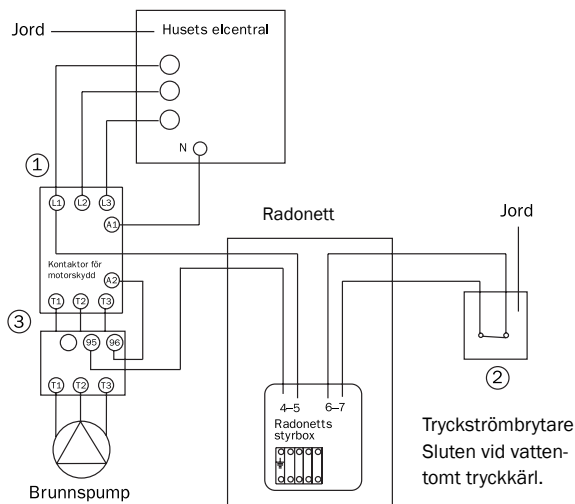 Jord
Husets elcentral
N
1
L1 L2 L3
A1
Kontaktor för
motorskydd
A2
T1 T2 T3
3
95 96
T1 T2 T3
Brunnspump
Radonett
4–5 6–7
Radonetts
styrbox
Jord
2
Tryckströmbrytare
Sluten vid vatten-
tomt tryckkärl.